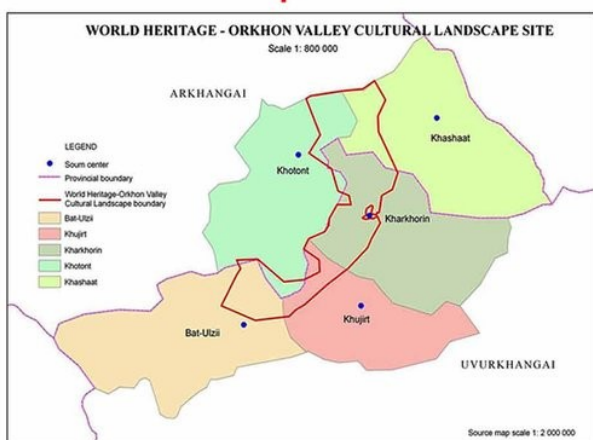 WORLD HERITAGE - ORKHON VALLEY CULTURAL LANDSCAPE SITE
Scale 1: 800 000
ARKHANGAI
Khashaat
LEGEND
Soum center
Provincial boundary
World Heritage-Orkhon Valley
Cultural Landscape boundary
Bat-Ulzii
Khujirt
Kharkhorin
Khotont
Khashaat
Khotont
Kharkhorin
Khujirt
Bat-Ulzii
UVURKHANGAI
Source map scale 1: 2 000 000